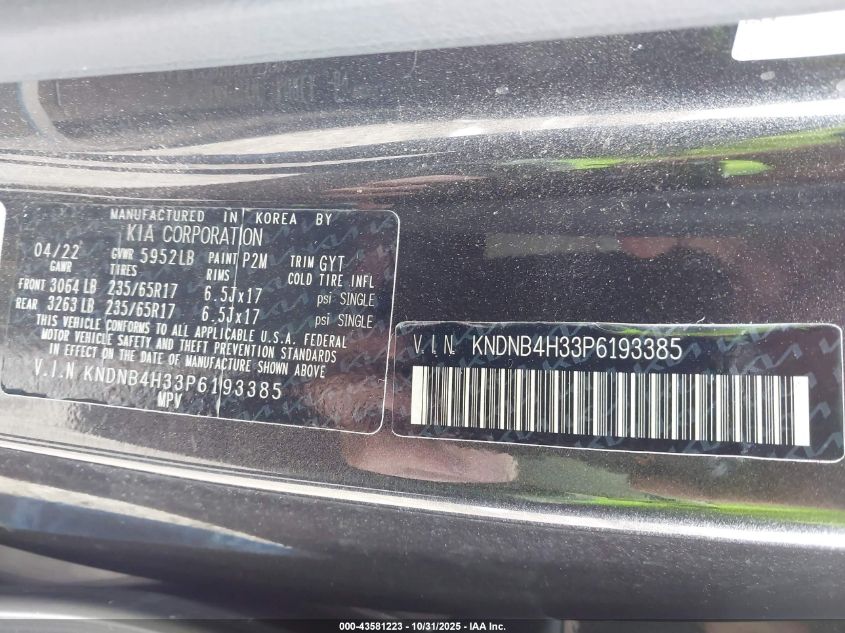 MANUFACTURED IN KOREA BY
KIA CORPORATION
04/22 GVWR 5952LB PAINT P2M TRIM GYT
GAWR TIRES RIMS COLD TIRE INFL
FRONT 3064 LB 235/65R17 6.5Jx17 psi SINGLE
REAR 3263 LB 235/65R17 6.5Jx17 psi SINGLE
THIS VEHICLE CONFORMS TO ALL APPLICABLE U.S.A. FEDERAL
MOTOR VEHICLE SAFETY AND THEFT PREVENTION STANDARDS
IN EFFECT ON THE DATE OF MANUFACTURE SHOWN ABOVE
V.I.N KNDNB4H33P6193385
MPV
V.I.N. KNDNB4H33P6193385
000-43581223 - 10/31/2025 - IAA Inc.